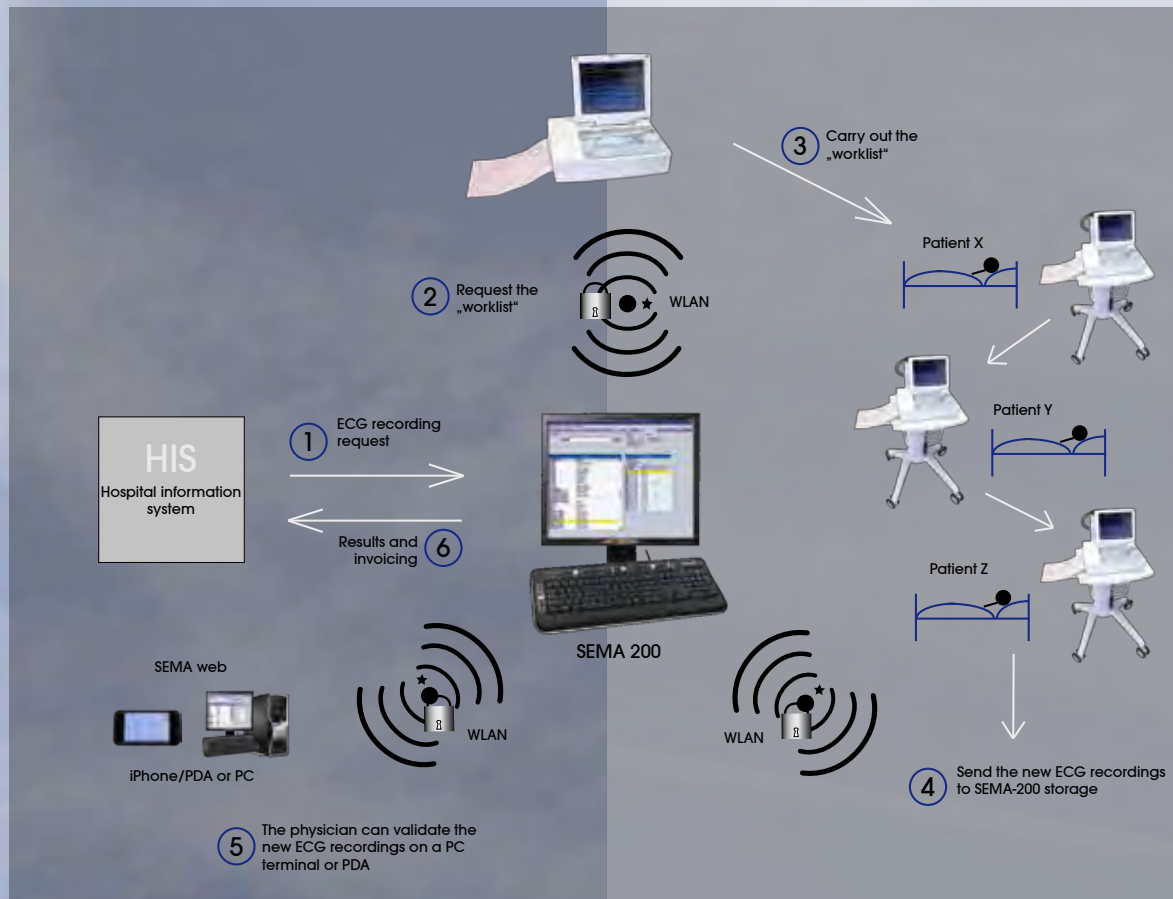 3
Carry out the
„worklist“
Patient X
2
Request the
„worklist“
WLAN
Patient Y
1
ECG recording
request
HIS
Hospital information
system
Results and
invoicing
6
Patient Z
SEMA 200
SEMA web
WLAN
WLAN
iPhone/PDA or PC
4
Send the new ECG recordings
to SEMA-200 storage
5
The physician can validate the
new ECG recordings on a PC
terminal or PDA